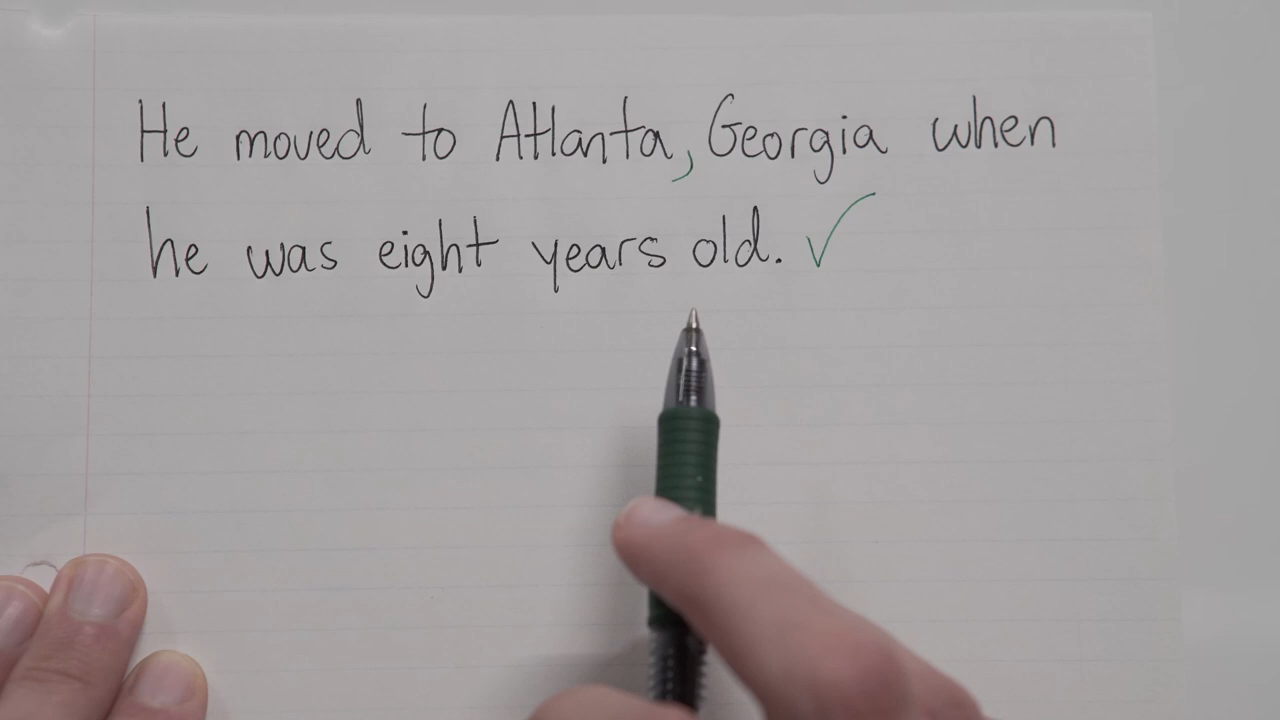 He moved to Atlanta, Georgia when
he was eight years old. ✓